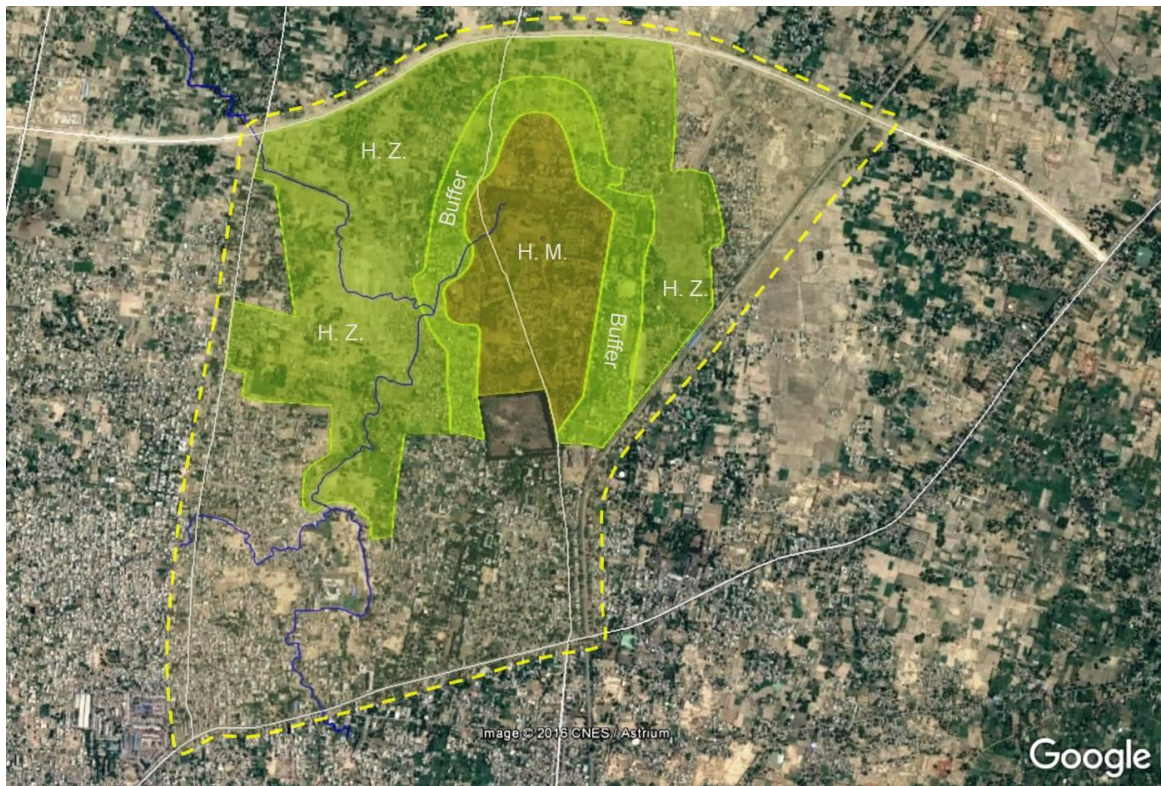 H. Z.
Buffer
H. M.
H. Z.
H. Z.
Buffer
Image © 2016 CNES / Astrium
Google